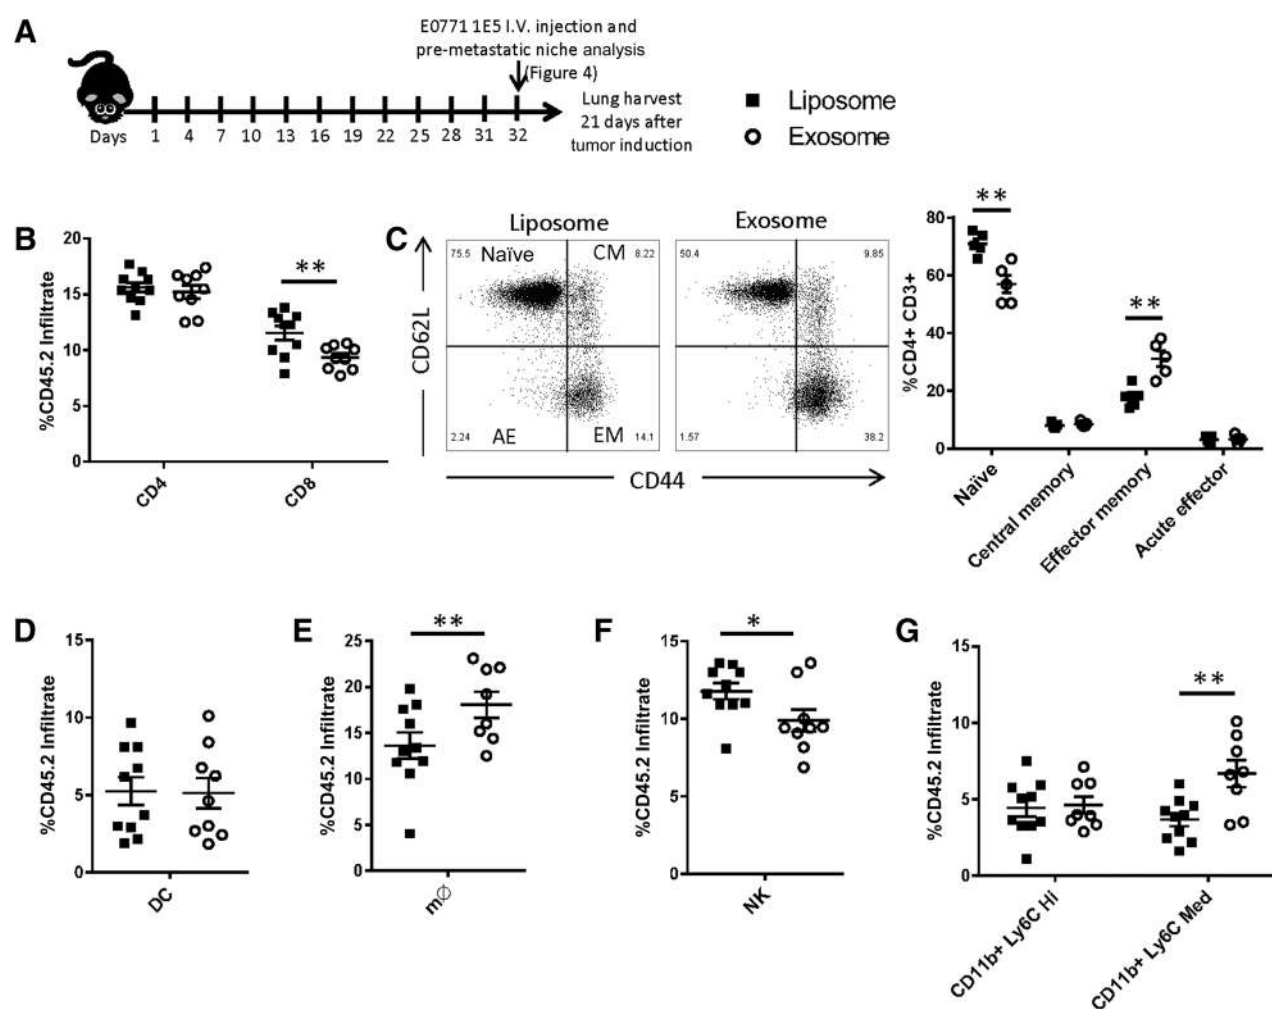 A
E0771 1E5 I.V. injection and
pre-metastatic niche analysis
(Figure 4)
Days 1 4 7 10 13 16 19 22 25 28 31 32
Lung harvest
21 days after
tumor induction
Liposome
Exosome
B
%CD45.2 Infiltrate
20
15
10
5
0
**
CD4 CD8
C
Liposome Exosome
CD62L
75.5 Naïve CM 8.22
2.24 AE EM 14.1
50.4 9.85
1.57 38.2
CD44
%CD4+ CD3+
80
60
40
20
0
** **
Naïve
Central memory
Effector memory
Acute effector
D
%CD45.2 Infiltrate
15
10
5
0
DC
E
%CD45.2 Infiltrate
25
20
15
10
5
0
**
m∅
F
%CD45.2 Infiltrate
15
10
5
0
*
NK
G
%CD45.2 Infiltrate
15
10
5
0
**
CD11b+ Ly6C Hi
CD11b+ Ly6C Med